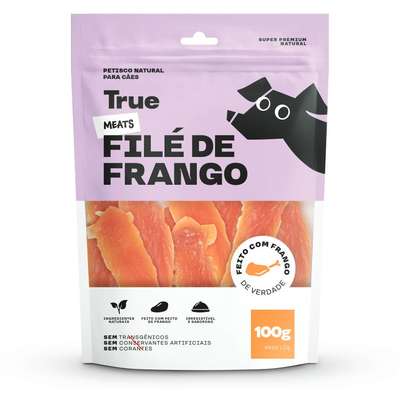 SUPER PREMIUM
NATURAL
PETISCO NATURAL
PARA CÃES
True
MEATS
FILÉ DE
FRANGO
FEITO COM FRANGO
DE VERDADE
INGREDIENTES
NATURAIS
FEITO COM PEITO
DE FRANGO
IRRESISTÍVEL
E SABOROSO
100g
SEM TRANSGÊNICOS
SEM CONSERVANTES ARTIFICIAIS
SEM CORANTES